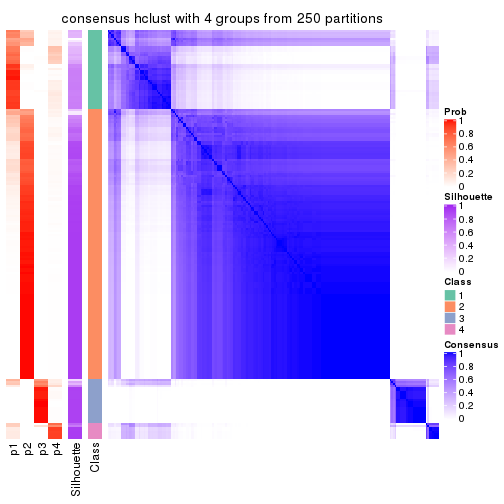 consensus hclust with 4 groups from 250 partitions
Prob
1
0.8
0.6
0.4
0.2
0
Silhouette
1
0.8
0.6
0.4
0.2
0
Class
1
2
3
4
Consensus
1
0.8
0.6
0.4
0.2
0
p1
p2
p3
p4
Silhouette
Class